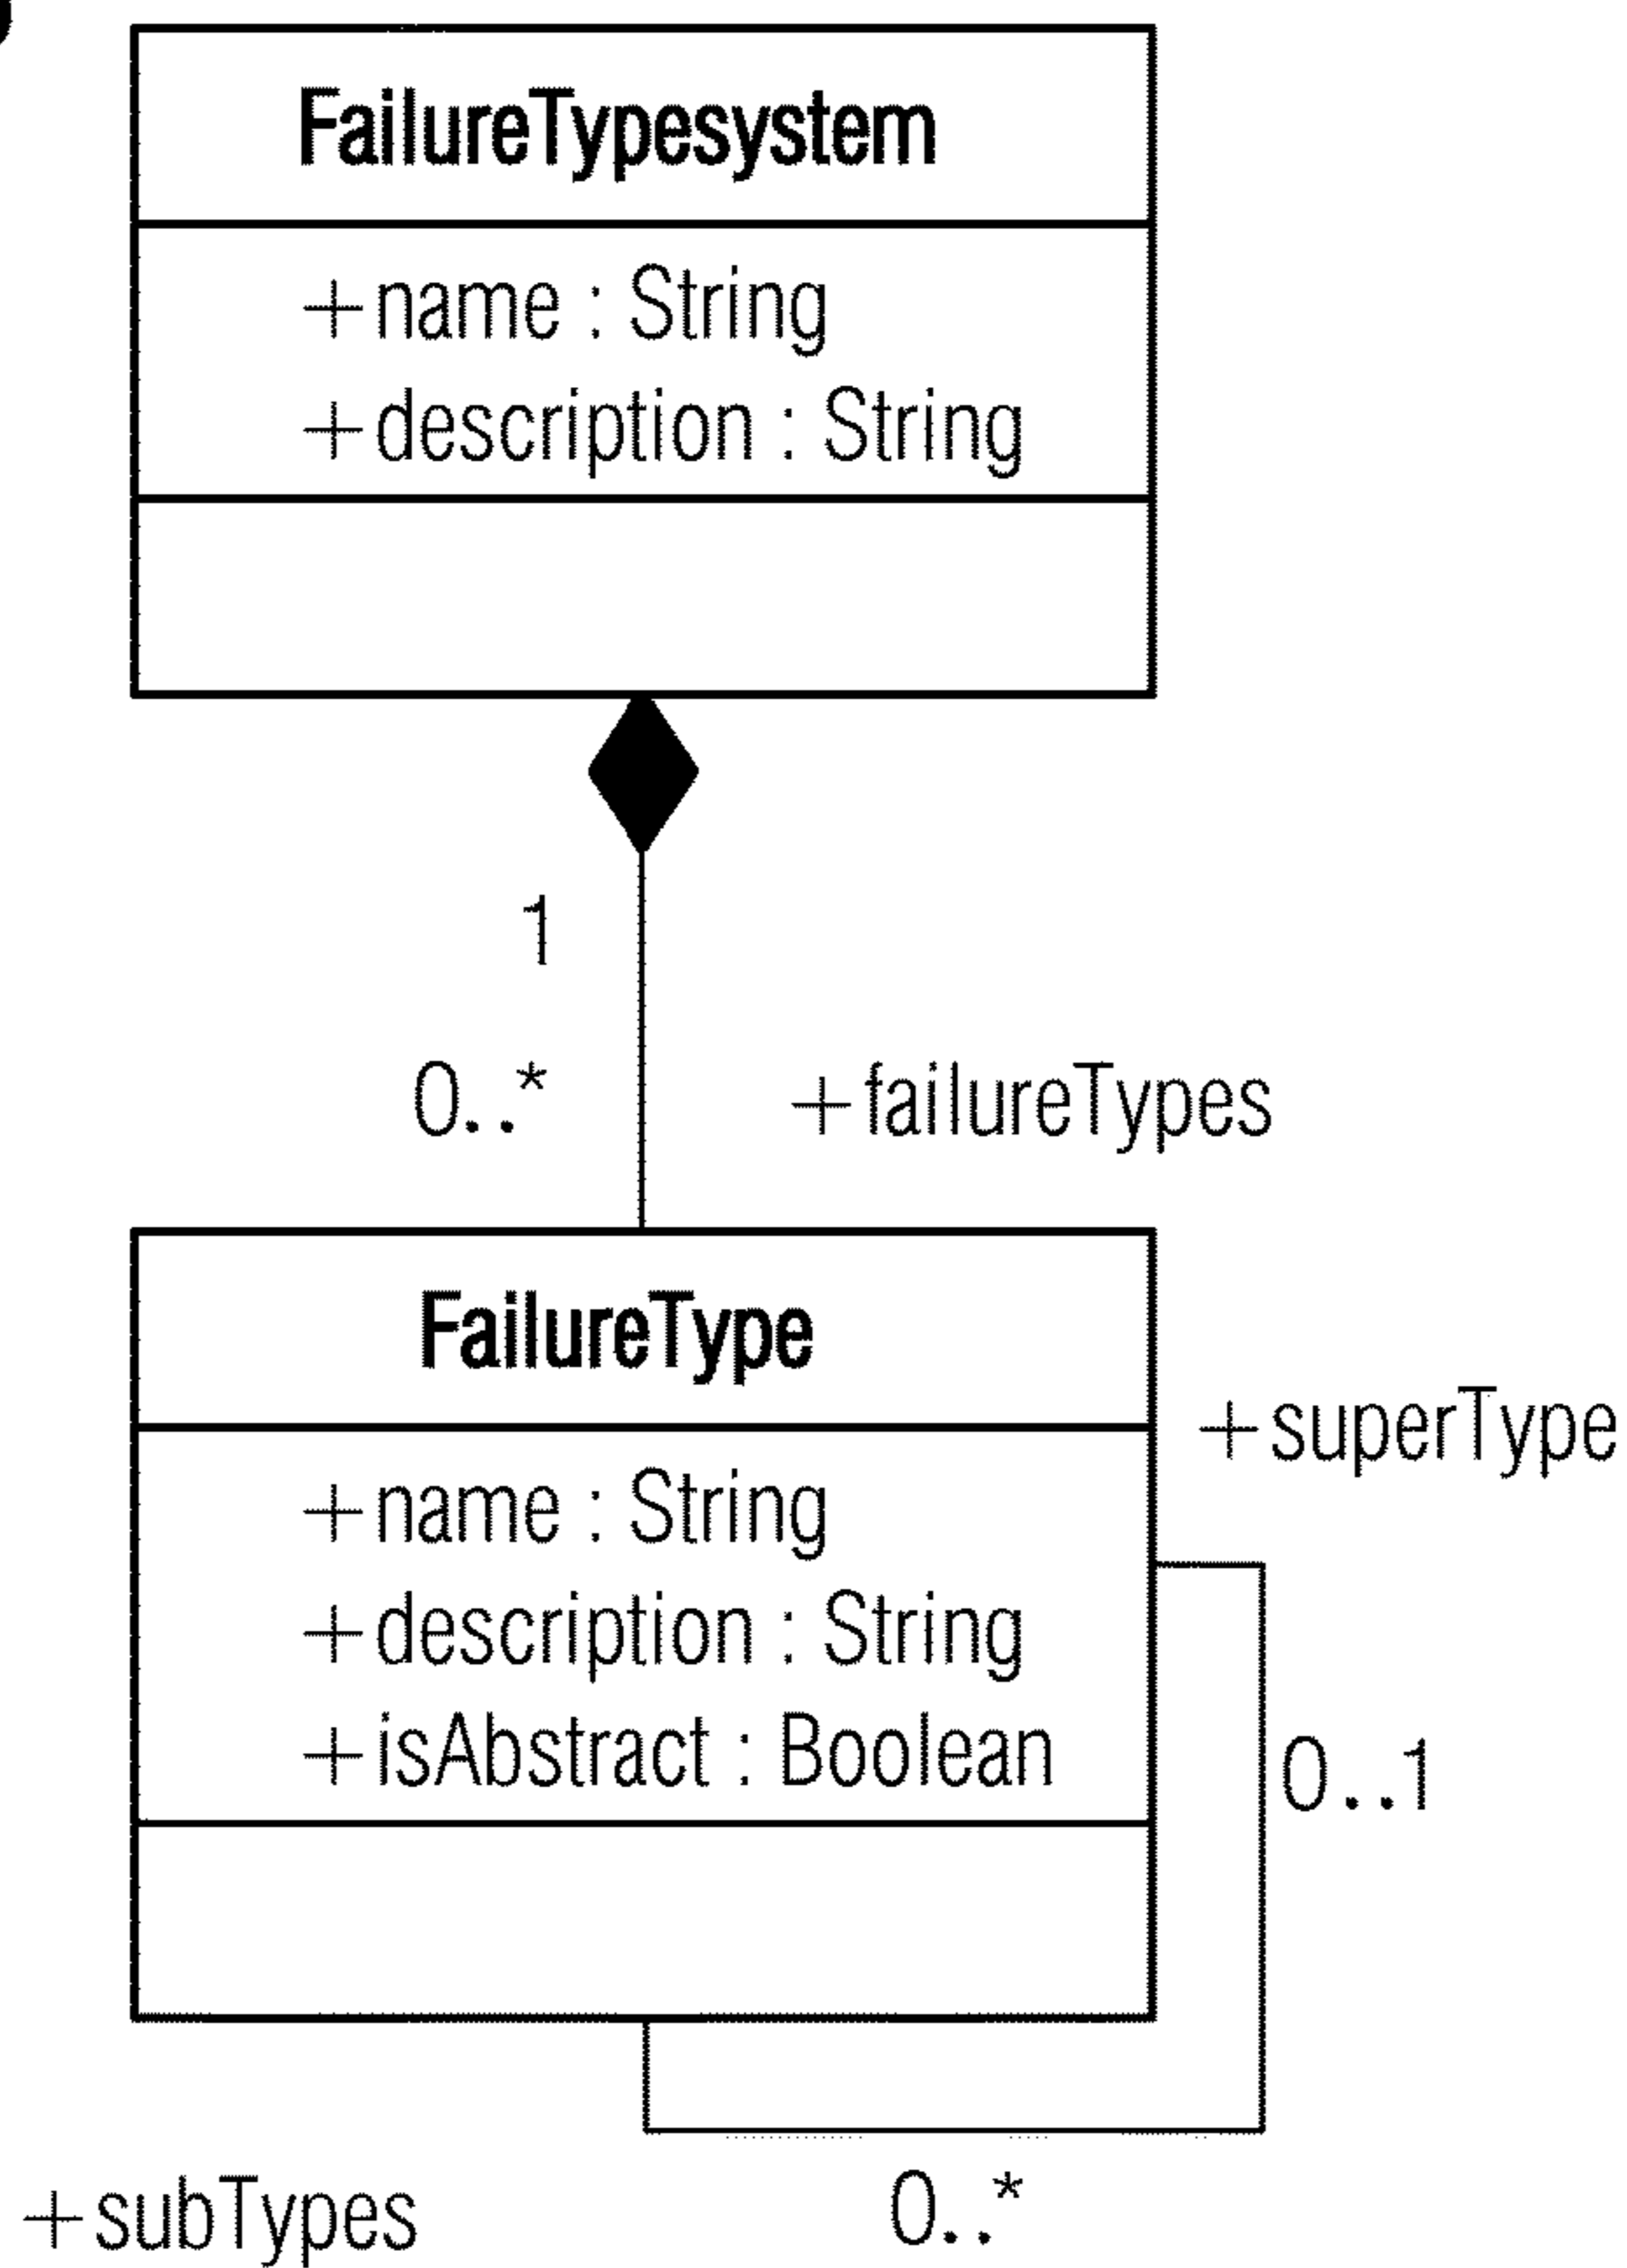 FailureTypesystem
+name : String
+description : String
1
0..*
+failureTypes
FailureType
+superType
+name : String
+description : String
+isAbstract : Boolean
0..1
+subTypes
0..*